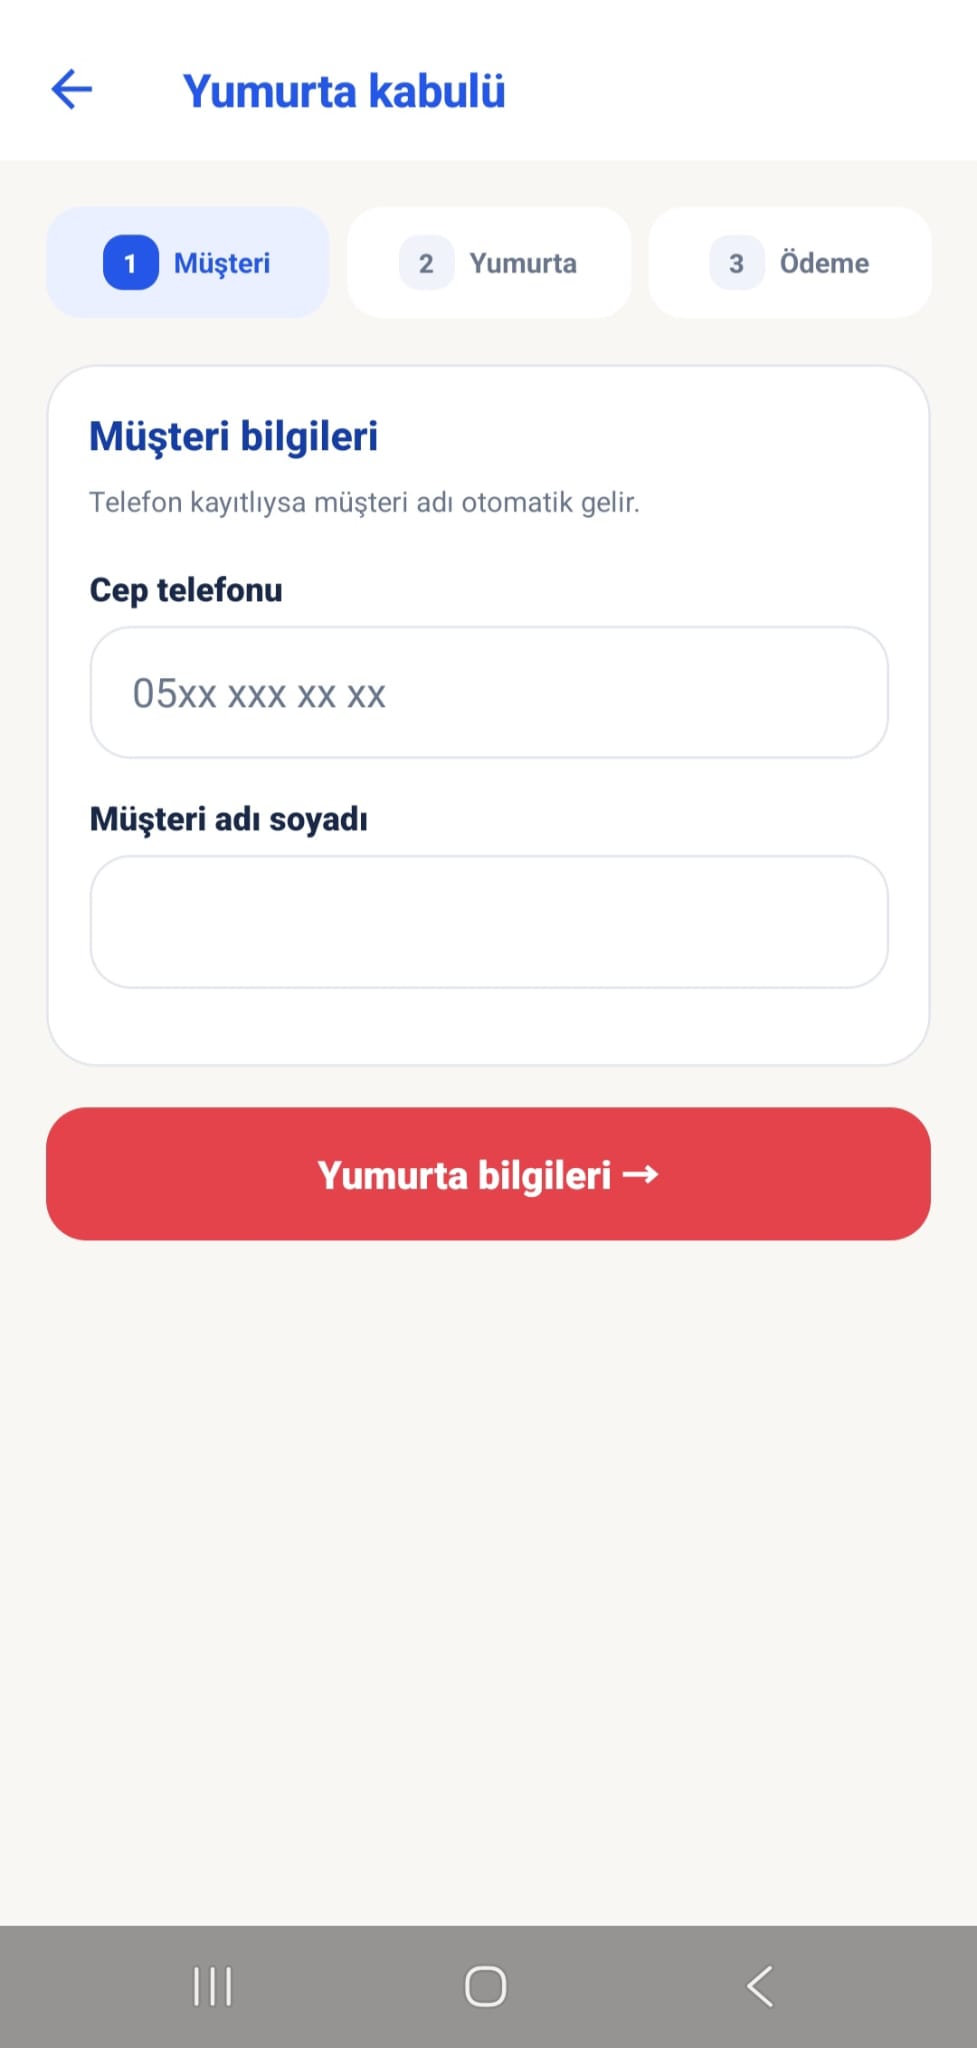 Yumurta kabulü
1 Müşteri
2 Yumurta
3 Ödeme
Müşteri bilgileri
Telefon kayıtlıysa müşteri adı otomatik gelir.
Cep telefonu
05xx xxx xx xx
Müşteri adı soyadı
Yumurta bilgileri →